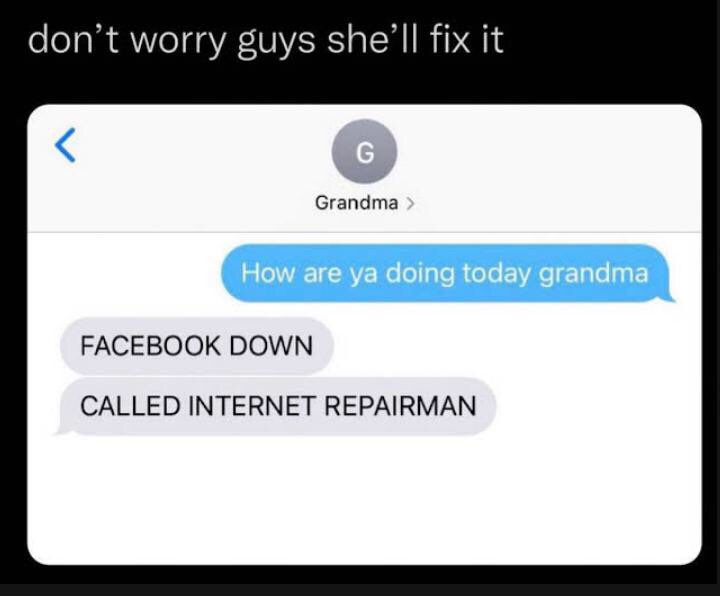 don’t worry guys she’ll fix it
G
Grandma >
How are ya doing today grandma
FACEBOOK DOWN
CALLED INTERNET REPAIRMAN